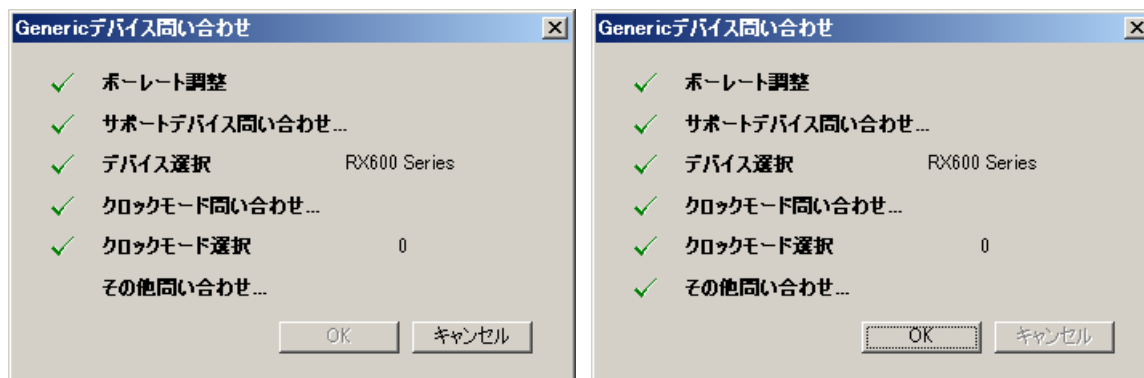 Genericデバイス問い合わせ
ボーレート調整
サポートデバイス問い合わせ...
デバイス選択 RX600 Series
クロックモード問い合わせ...
クロックモード選択 0
その他問い合わせ...
OK キャンセル
Genericデバイス問い合わせ
ボーレート調整
サポートデバイス問い合わせ...
デバイス選択 RX600 Series
クロックモード問い合わせ...
クロックモード選択 0
その他問い合わせ...
OK キャンセル